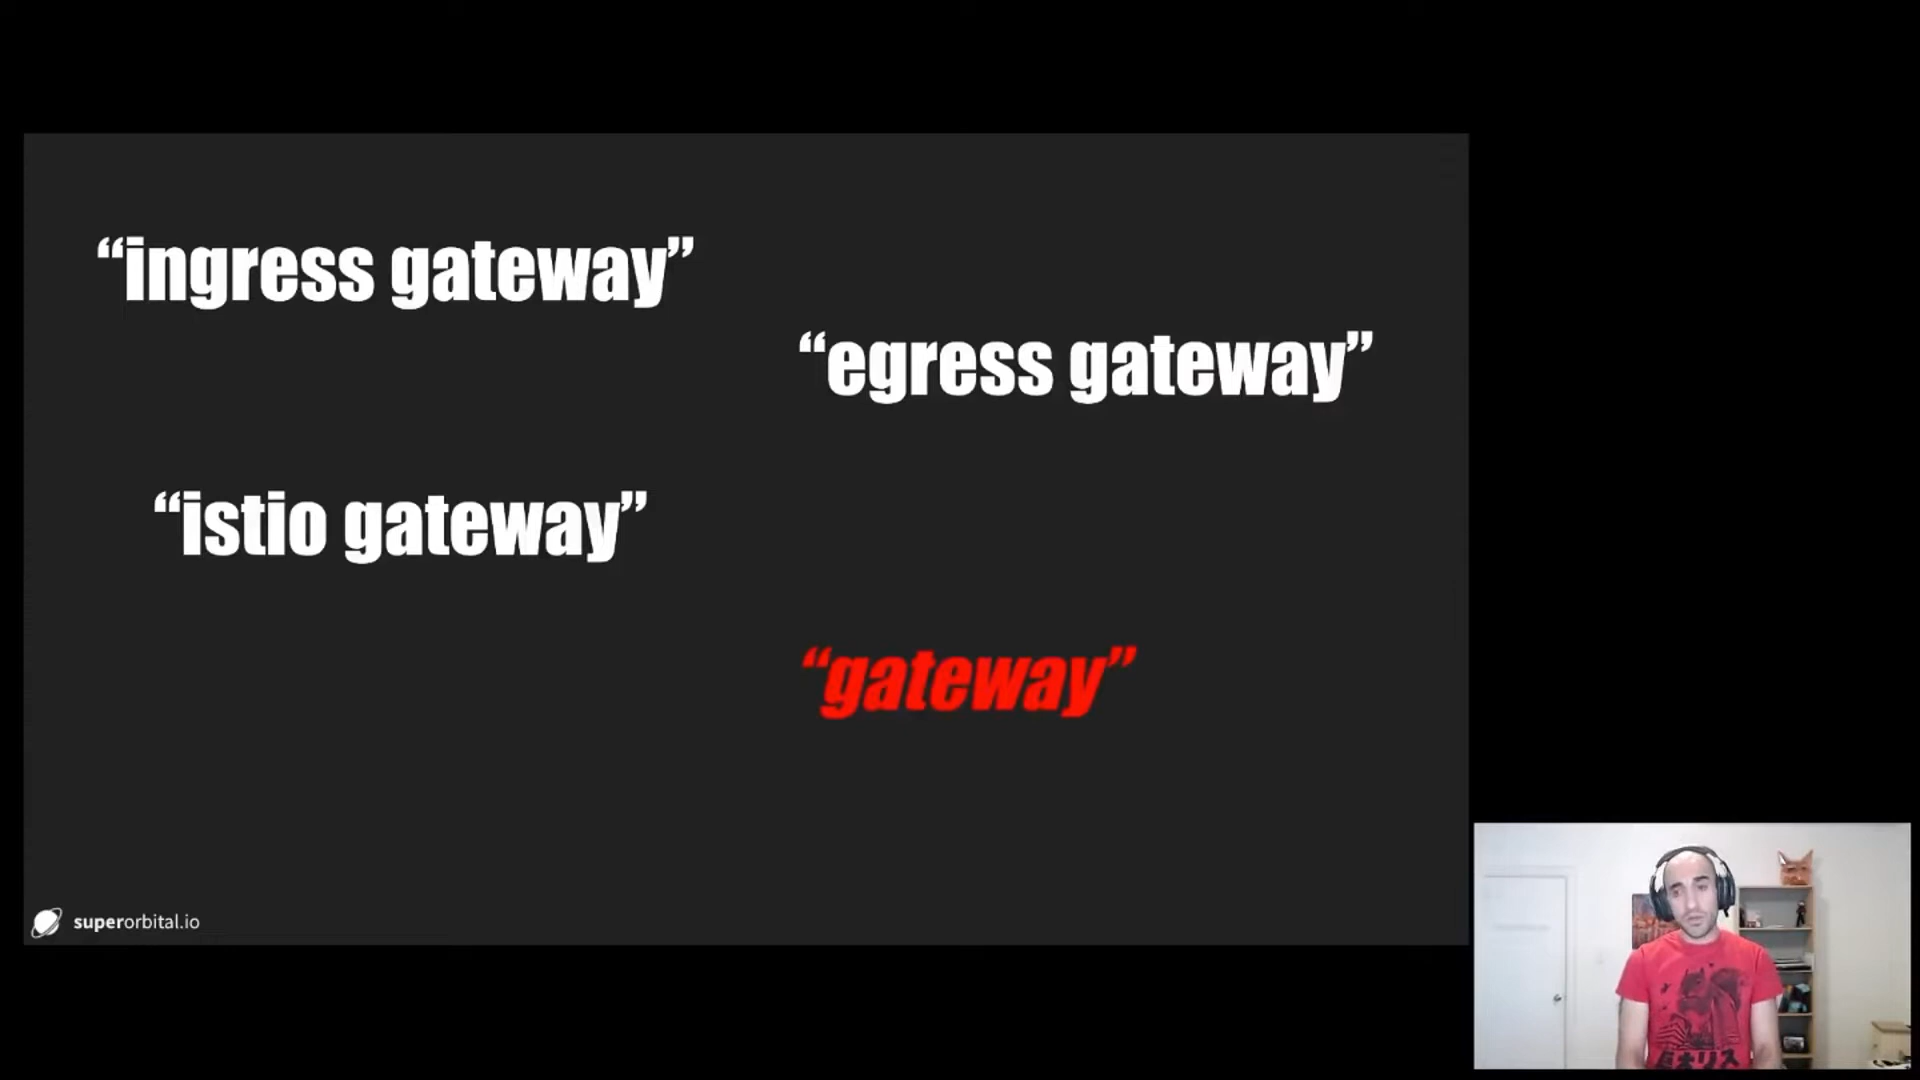 “ingress gateway”
“egress gateway”
“istio gateway”
“gateway”
superorbital.io